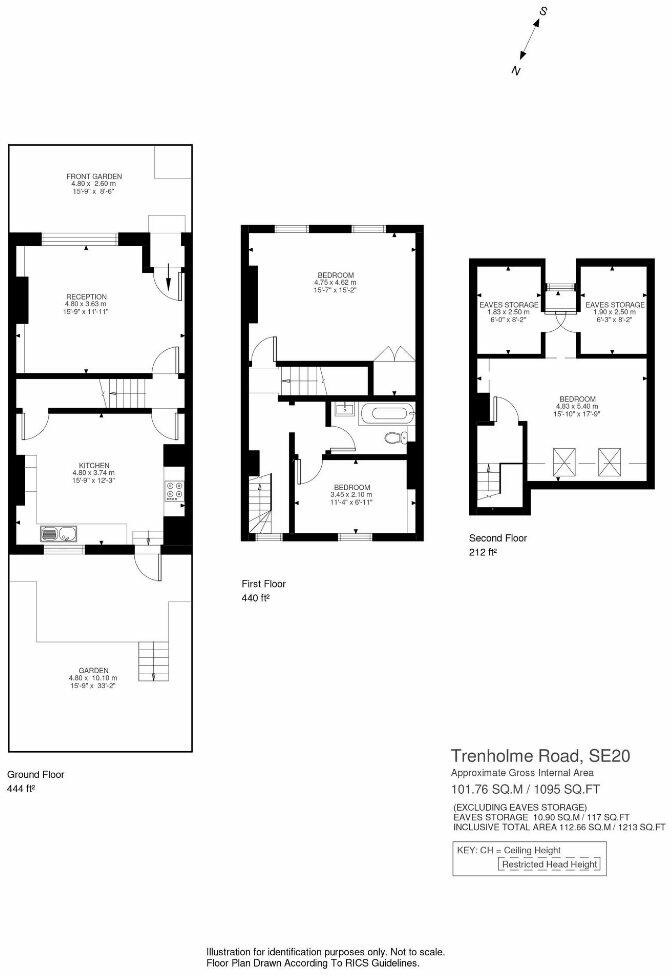 S
N
FRONT GARDEN
4.80 x 2.60 m
15'-9" x 8'-6"
RECEPTION
4.80 x 3.63 m
15'-9" x 11'-11"
KITCHEN
4.80 x 3.74 m
15'-9" x 12'-3"
GARDEN
4.80 x 10.10 m
15'-9" x 33'-2"
Ground Floor
444 ft²
BEDROOM
4.75 x 4.62 m
15'-7" x 15'-2"
BEDROOM
3.45 x 2.10 m
11'-4" x 6'-11"
First Floor
440 ft²
EAVES STORAGE
1.83 x 2.50 m
6'-0" x 8'-2"
EAVES STORAGE
1.90 x 2.50 m
6'-3" x 8'-2"
BEDROOM
4.83 x 5.40 m
15'-10" x 17'-9"
Second Floor
212 ft²
Trenholme Road, SE20
Approximate Gross Internal Area
101.76 SQ.M / 1095 SQ.FT
(EXCLUDING EAVES STORAGE)
EAVES STORAGE 10.90 SQ.M / 117 SQ.FT
INCLUSIVE TOTAL AREA 112.66 SQ.M / 1213 SQ.FT
KEY: CH = Ceiling Height
Restricted Head Height
Illustration for identification purposes only. Not to scale.
Floor Plan Drawn According To RICS Guidelines.